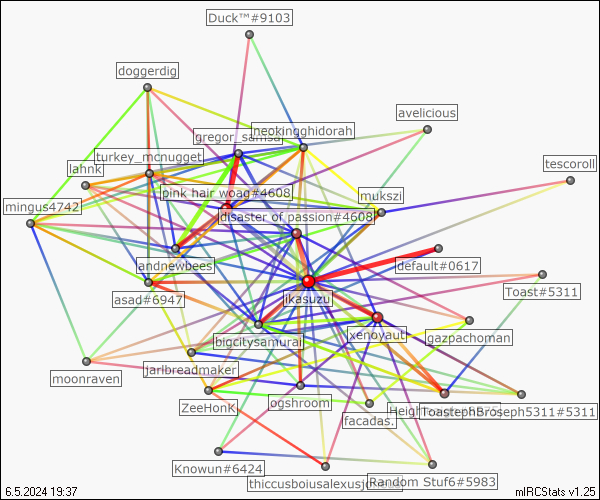 Duck™#9103
doggerdig
avelicious
neokingghidorah
gregor_samsa
turkey_mcnugget
tescoroll
lahnk
pink hair woag#4608
mukszi
mingus4742
disaster of passion#4608
andnewbees
default#0617
Toast#5311
asad#6947
ikasuzu
xenoyaut
gazpachoman
bigcitysamurai
jarlbreadmaker
moonraven
ogshroom
ZeeHonK
facadas.
ToastephBroseph5311#5311
Knowun#6424
Random Stuf6#5983
6.5.2024 19:37
mIRCStats v1.25